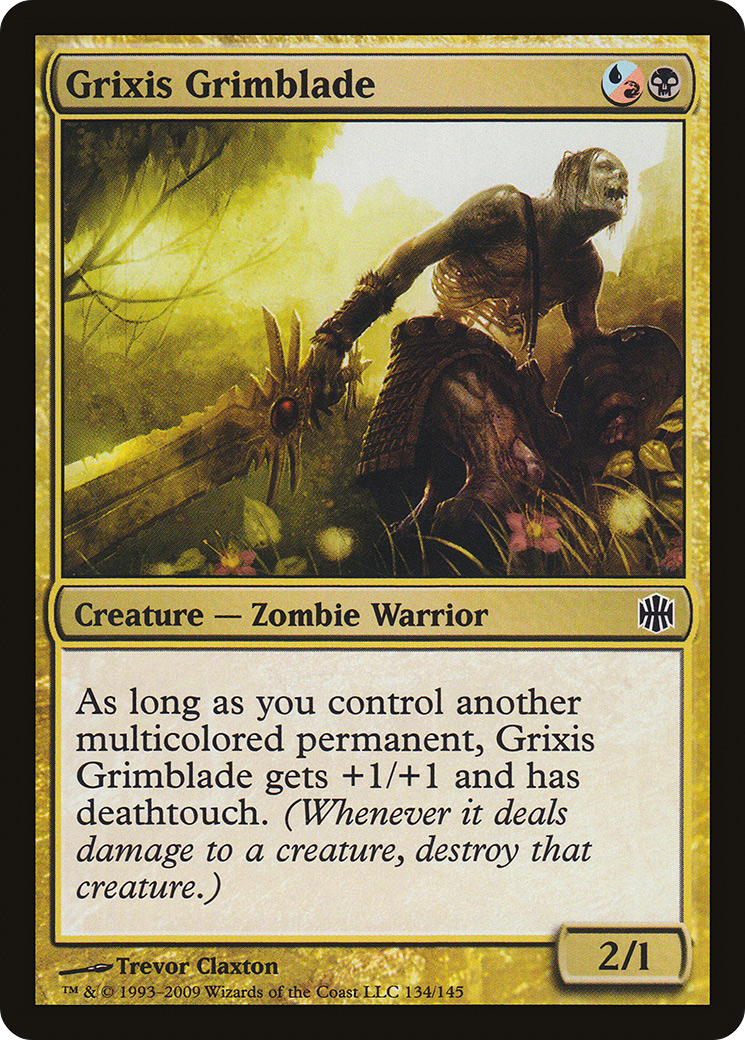 Grixis Grimblade
Creature — Zombie Warrior
As long as you control another
multicolored permanent, Grixis
Grimblade gets +1/+1 and has
deathtouch. (Whenever it deals
damage to a creature, destroy that
creature.)
2/1
Trevor Claxton
™ & © 1993–2009 Wizards of the Coast LLC 134/145